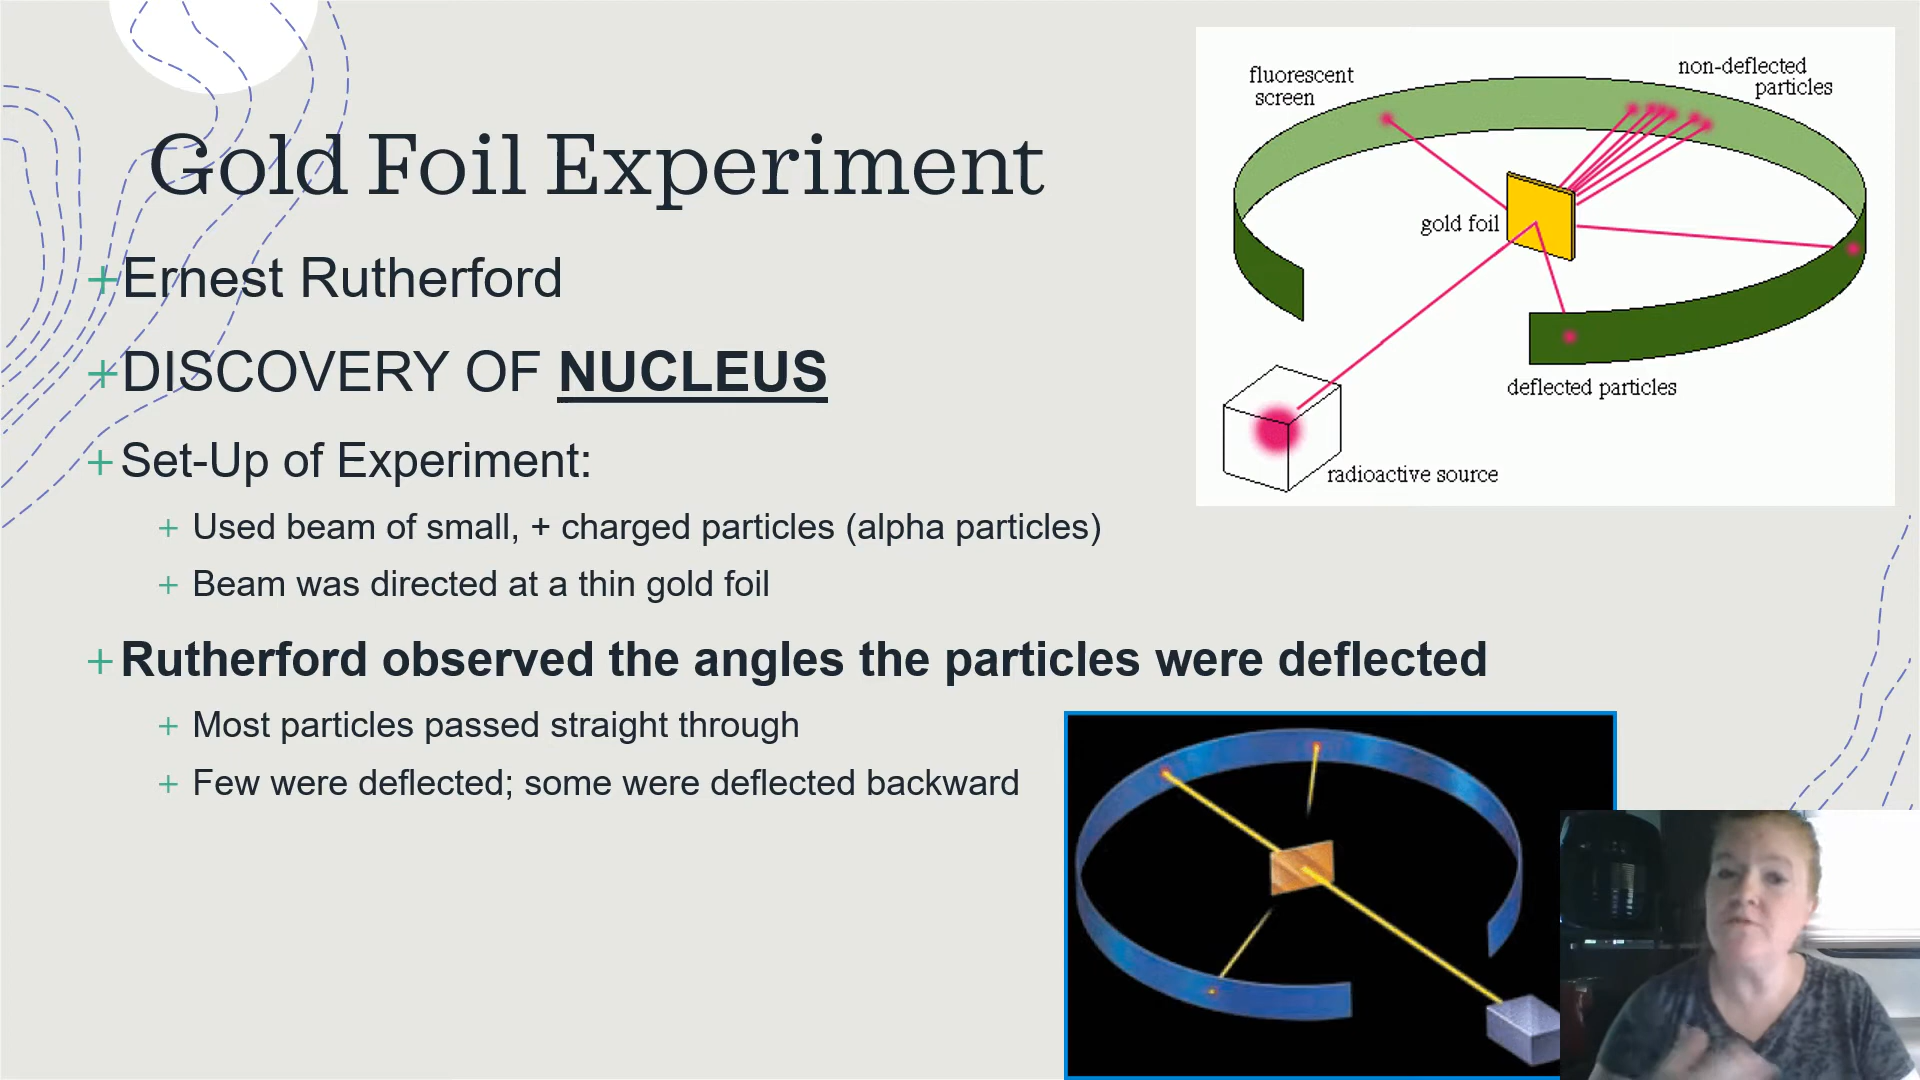 Gold Foil Experiment
+Ernest Rutherford
+DISCOVERY OF NUCLEUS
+Set-Up of Experiment:
+ Used beam of small, + charged particles (alpha particles)
+ Beam was directed at a thin gold foil
+Rutherford observed the angles the particles were deflected
+ Most particles passed straight through
+ Few were deflected; some were deflected backward
fluorescent
screen
non-deflected
particles
gold foil
deflected particles
radioactive source